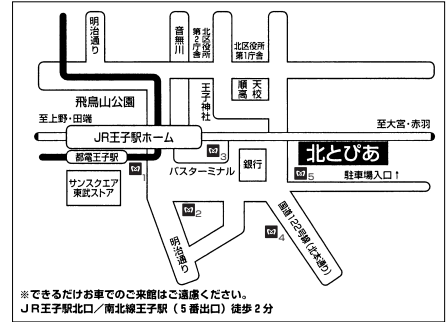 明治通り
音無川
北区役所
第2庁舎
北区役所
第1庁舎
順天
高校
飛鳥山公園
王子神社
至上野・田端
至大宮・赤羽
JR王子駅ホーム
北とぴあ
都電王子駅
3
バスターミナル
銀行
5
駐車場入口↑
1
サンスクエア
東武ストア
2
4
明治通り
国道122号線(北本通り)
※できるだけお車でのご来館はご遠慮ください。
JR王子駅北口/南北線王子駅(5番出口)徒歩2分